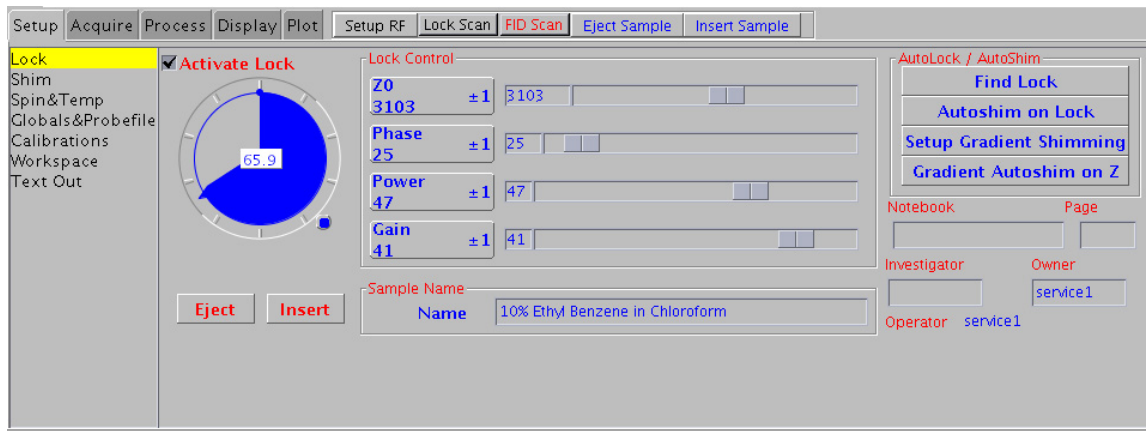 Setup Acquire Process Display Plot Setup RF Lock Scan FID Scan Eject Sample Insert Sample
Lock
Shim
Spin&Temp
Globals&Probefile
Calibrations
Workspace
Text Out
Activate Lock
65.9
Eject Insert
Lock Control
Z0
3103 ±1 3103
Phase
25 ±1 25
Power
47 ±1 47
Gain
41 ±1 41
Sample Name
Name 10% Ethyl Benzene in Chloroform
AutoLock / AutoShim
Find Lock
Autoshim on Lock
Setup Gradient Shimming
Gradient Autoshim on Z
Notebook Page
Investigator Owner
service1
Operator service1